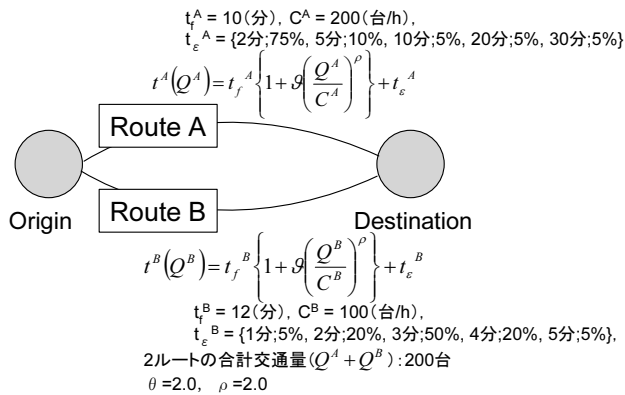 t_f^A = 10(分), C^A = 200(台/h),
t_ε^A = {2分;75%, 5分;10%, 10分;5%, 20分;5%, 30分;5%}
t^A(Q^A) = t_f^A {1 + ϑ(Q^A / C^A)^ρ} + t_ε^A
Route A
Route B
Origin
Destination
t^B(Q^B) = t_f^B {1 + ϑ(Q^B / C^B)^ρ} + t_ε^B
t_f^B = 12(分), C^B = 100(台/h),
t_ε^B = {1分;5%, 2分;20%, 3分;50%, 4分;20%, 5分;5%},
2ルートの合計交通量(Q^A + Q^B):200台
θ =2.0, ρ =2.0